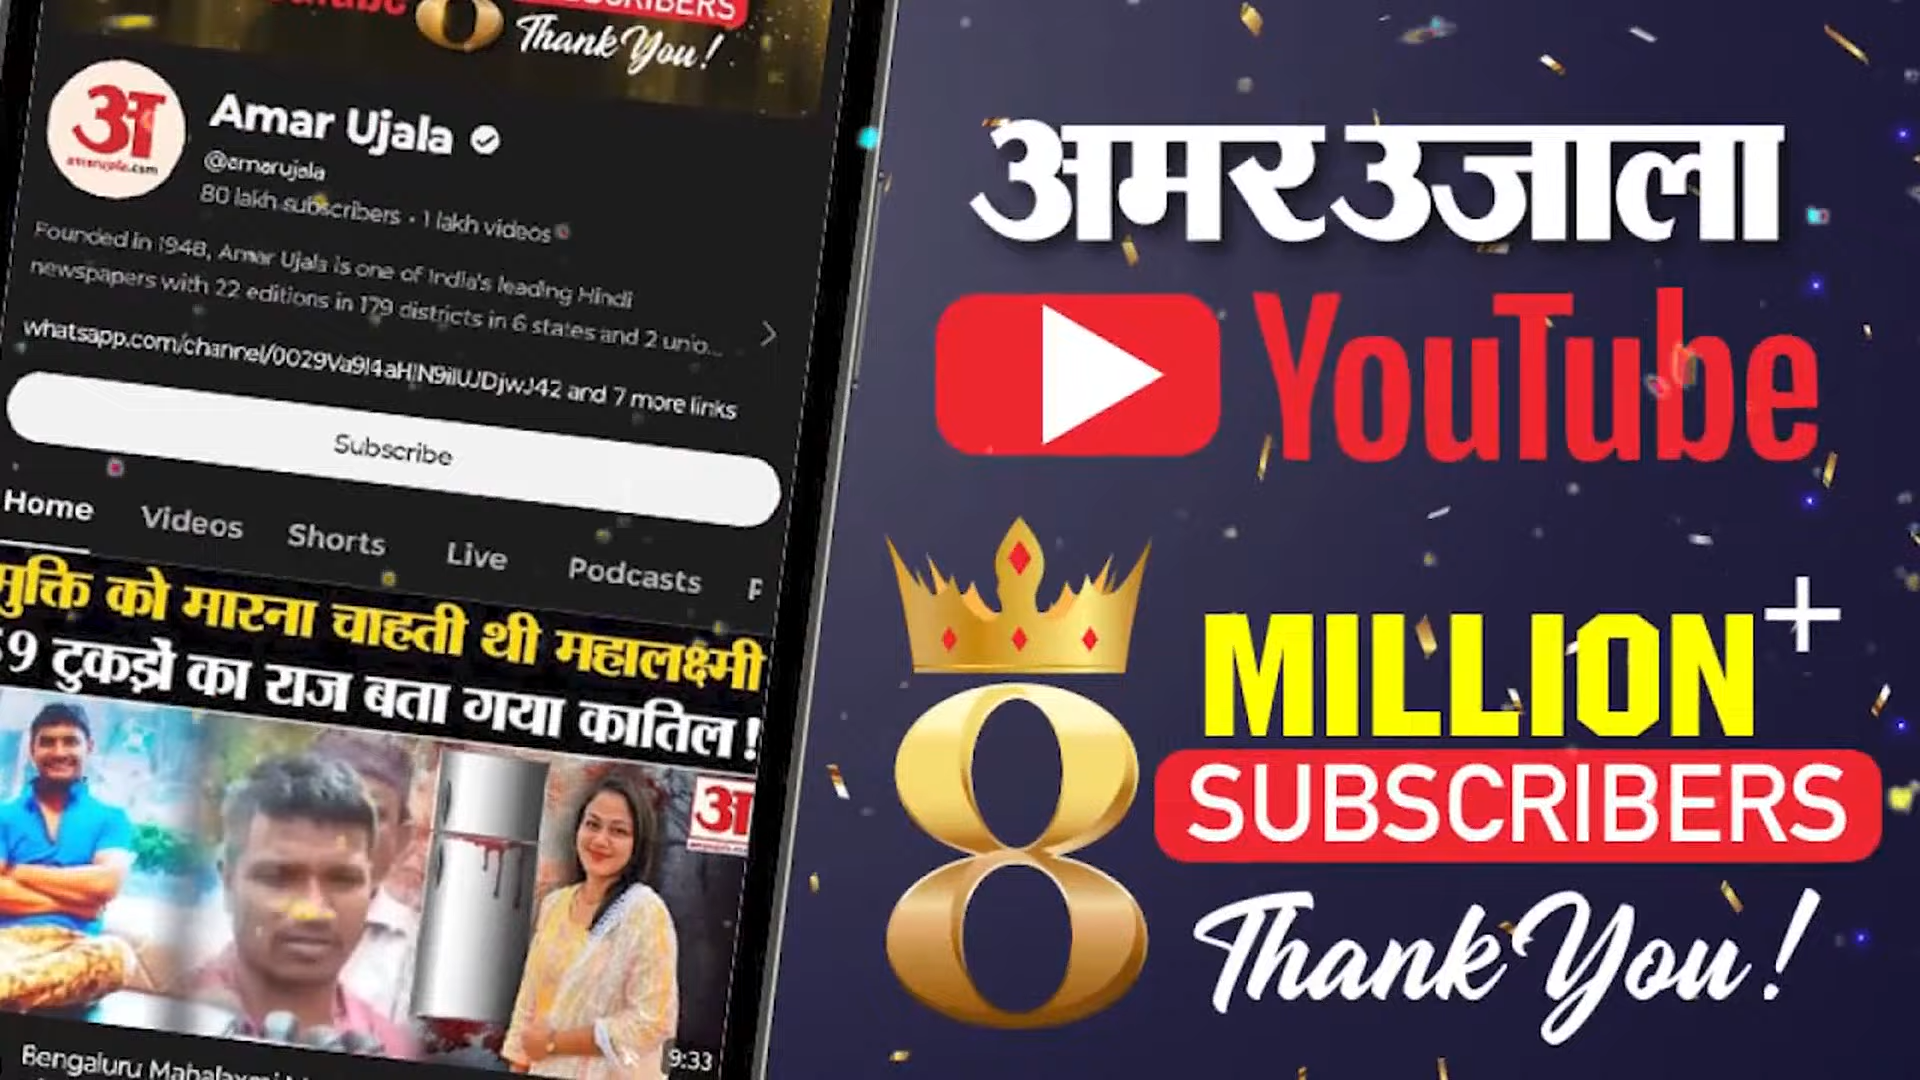 SUBSCRIBERS
Thank You!
अ
amarujala.com
Amar Ujala
@amarujala
80 lakh subscribers • 1 lakh videos
Founded in 1948, Amar Ujala is one of India's leading Hindi
newspapers with 22 editions in 179 districts in 6 states and 2 unio...
and 7 more links
Subscribe
Home Videos Shorts Live Podcasts P
मुक्ति को मारना चाहती थी महालक्ष्मी
59 टुकड़ों का राज बता गया कातिल!
अ
9:33
Bengaluru Mahalaxmi
अमर उजाला
YouTube
8 MILLION+
SUBSCRIBERS
Thank You!